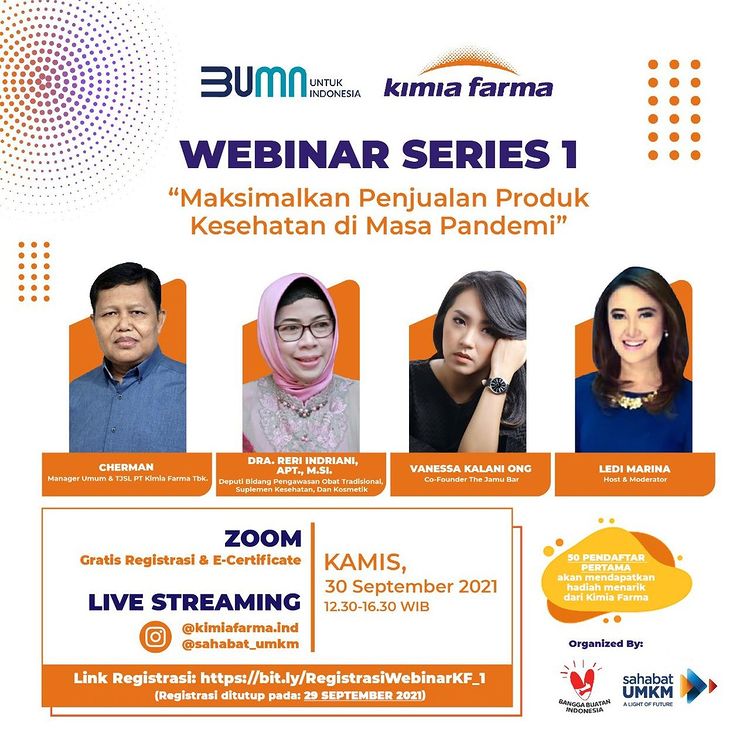 BUMN UNTUK
INDONESIA
kimia farma
WEBINAR SERIES 1
“Maksimalkan Penjualan Produk
Kesehatan di Masa Pandemi”
CHERMAN
Manager Umum & TJSL PT Kimia Farma Tbk.
DRA. RERI INDRIANI,
APT., M.SI.
Deputi Bidang Pengawasan Obat Tradisional,
Suplemen Kesehatan, Dan Kosmetik
VANESSA KALANI ONG
Co-Founder The Jamu Bar
LEDI MARINA
Host & Moderator
ZOOM
Gratis Registrasi & E-Certificate
LIVE STREAMING
@kimiafarma.ind
@sahabat_umkm
KAMIS,
30 September 2021
12.30-16.30 WIB
Link Registrasi: https://bit.ly/RegistrasiWebinarKF_1
(Registrasi ditutup pada: 29 SEPTEMBER 2021)
50 PENDAFTAR
PERTAMA
akan mendapatkan
hadiah menarik
dari Kimia Farma
Organized By:
BANGGA BUATAN
INDONESIA
sahabat
UMKM
A LIGHT OF FUTURE